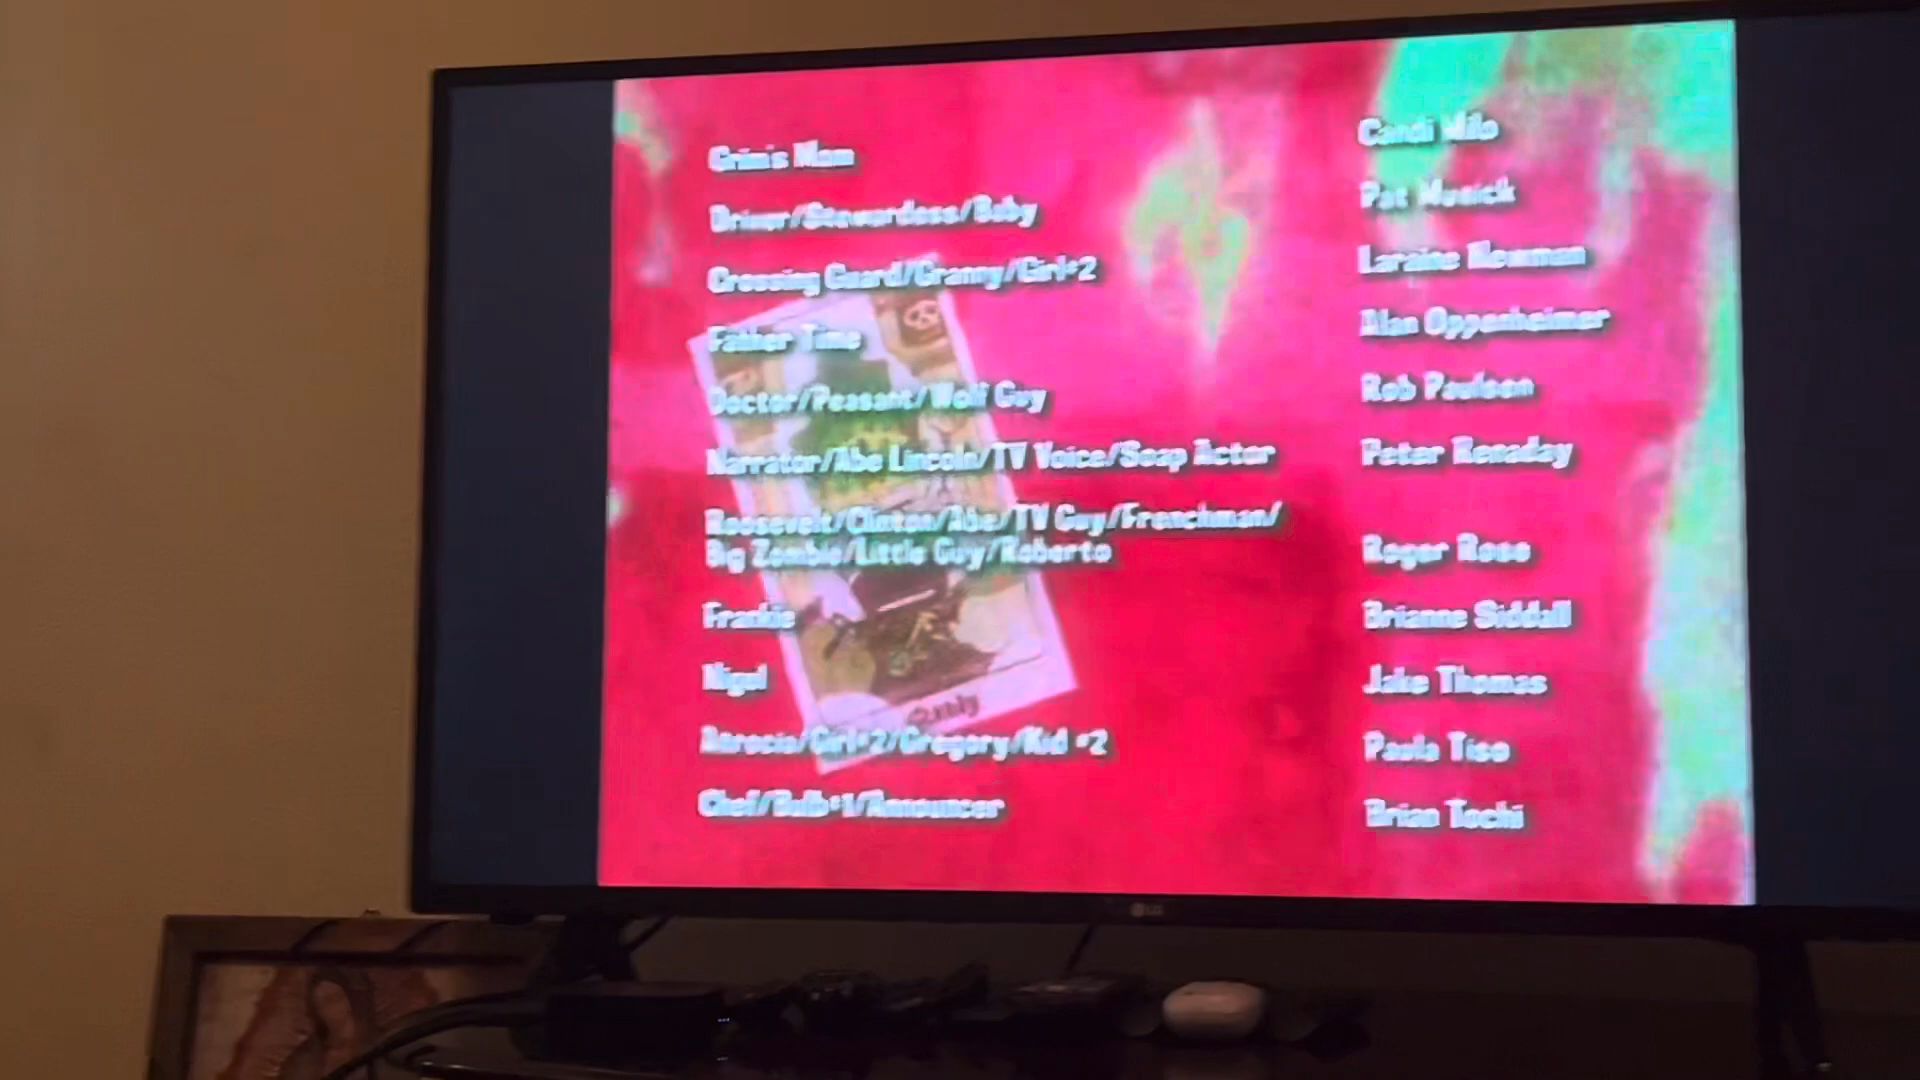 Grim's Mom
Candi Milo
Driver/Stewardess/Baby
Pat Musick
Crossing Guard/Granny/Girl#2
Laraine Newman
Father Time
Alan Oppenheimer
Doctor/Peasant/Wolf Guy
Rob Paulsen
Narrator/Abe Lincoln/TV Voice/Soap Actor
Peter Renaday
Roosevelt/Clinton/Abe/TV Guy/Frenchman/
Big Zombie/Little Guy/Roberto
Roger Rose
Frankie
Brianne Siddall
Nigel
Jake Thomas
/Girl#2/Gregory/Kid #2
Paula Tiso
Chef/Bulb#1/Announcer
Brian Tochi
LG